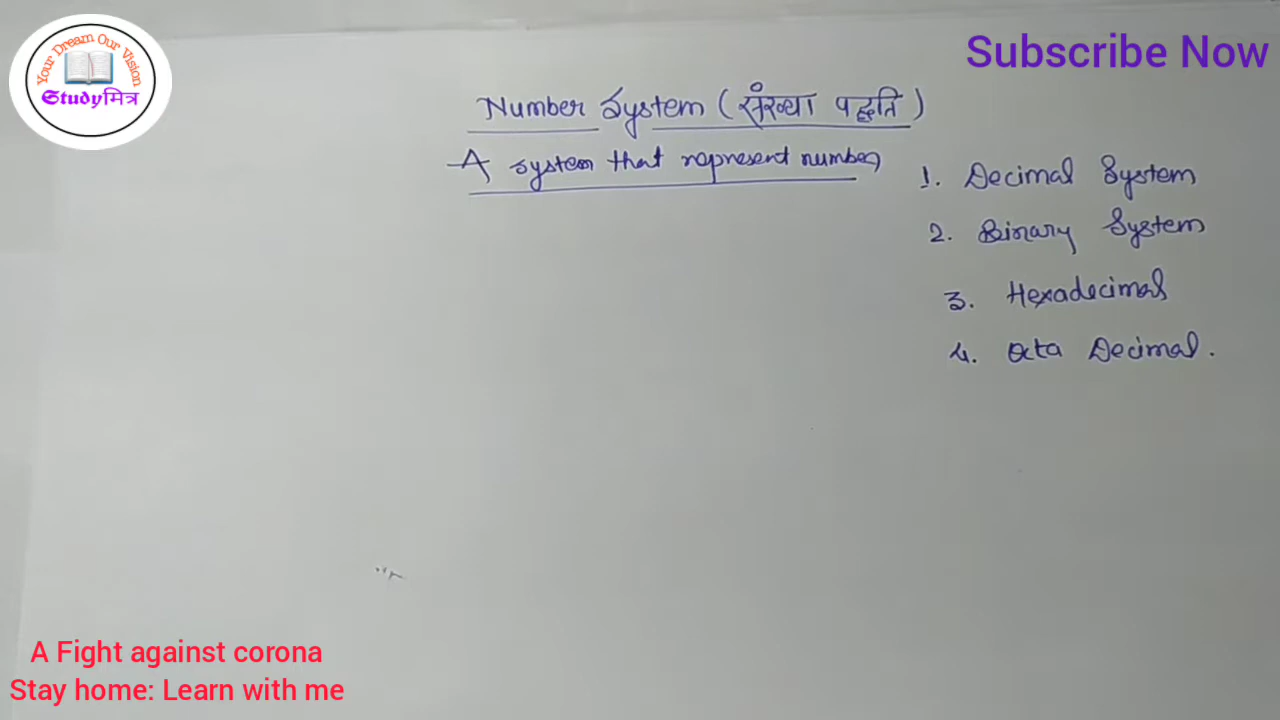 Your Dream Our Vision
Studyमित्र
Subscribe Now
Number System (संख्या पद्धति)
A system that represent number
1. Decimal System
2. Binary System
3. Hexadecimal
4. Octa Decimal.
A Fight against corona
Stay home: Learn with me